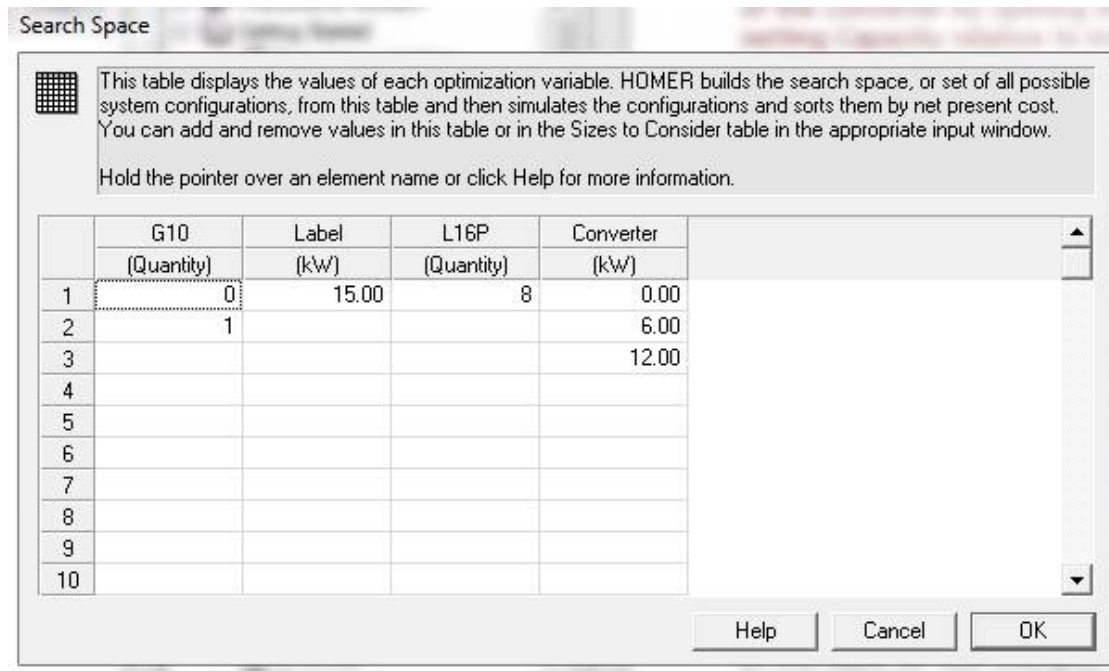 Search Space
This table displays the values of each optimization variable. HOMER builds the search space, or set of all possible
system configurations, from this table and then simulates the configurations and sorts them by net present cost.
You can add and remove values in this table or in the Sizes to Consider table in the appropriate input window.
Hold the pointer over an element name or click Help for more information.
G10 Label L16P Converter
(Quantity) (kW) (Quantity) (kW)
1 0 15.00 8 0.00
2 1 6.00
3 12.00
4
5
6
7
8
9
10
Help Cancel OK